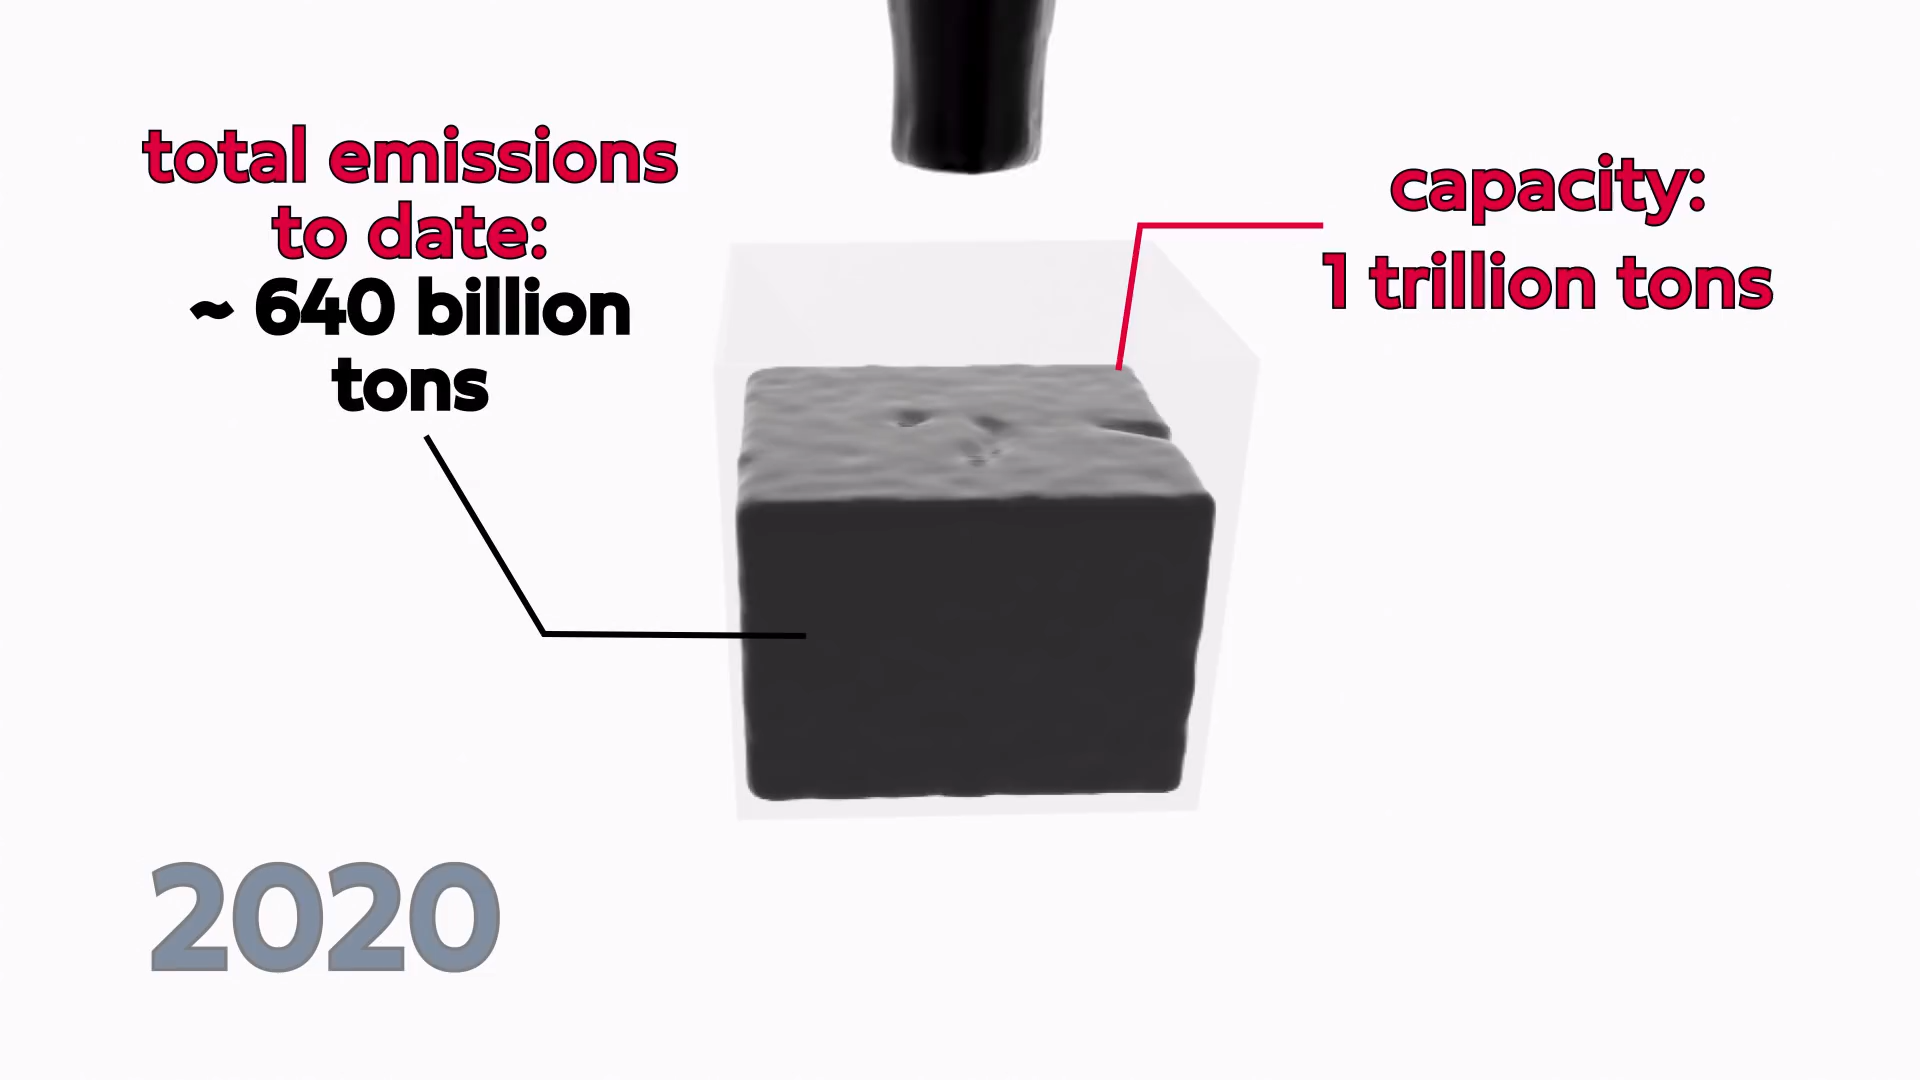 total emissions
to date:
~ 640 billion
tons
capacity:
1 trillion tons
2020